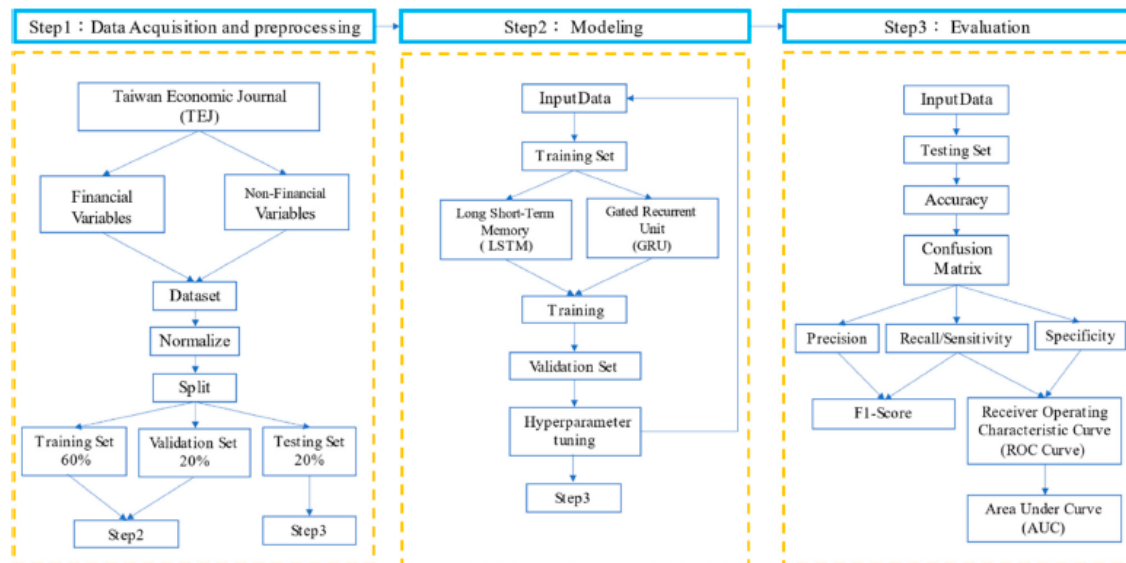 Step1：Data Acquisition and preprocessing
Taiwan Economic Journal
(TEJ)
Financial
Variables
Non-Financial
Variables
Dataset
Normalize
Split
Training Set
60%
Validation Set
20%
Testing Set
20%
Step2
Step3
Step2： Modeling
InputData
Training Set
Long Short-Term
Memory
( LSTM)
Gated Recurrent
Unit
(GRU)
Training
Validation Set
Hyperparameter
tuning
Step3
Step3： Evaluation
InputData
Testing Set
Accuracy
Confusion
Matrix
Precision
Recall/Sensitivity
Specificity
F1-Score
Receiver Operating
Characteristic Curve
(ROC Curve)
Area Under Curve
(AUC)